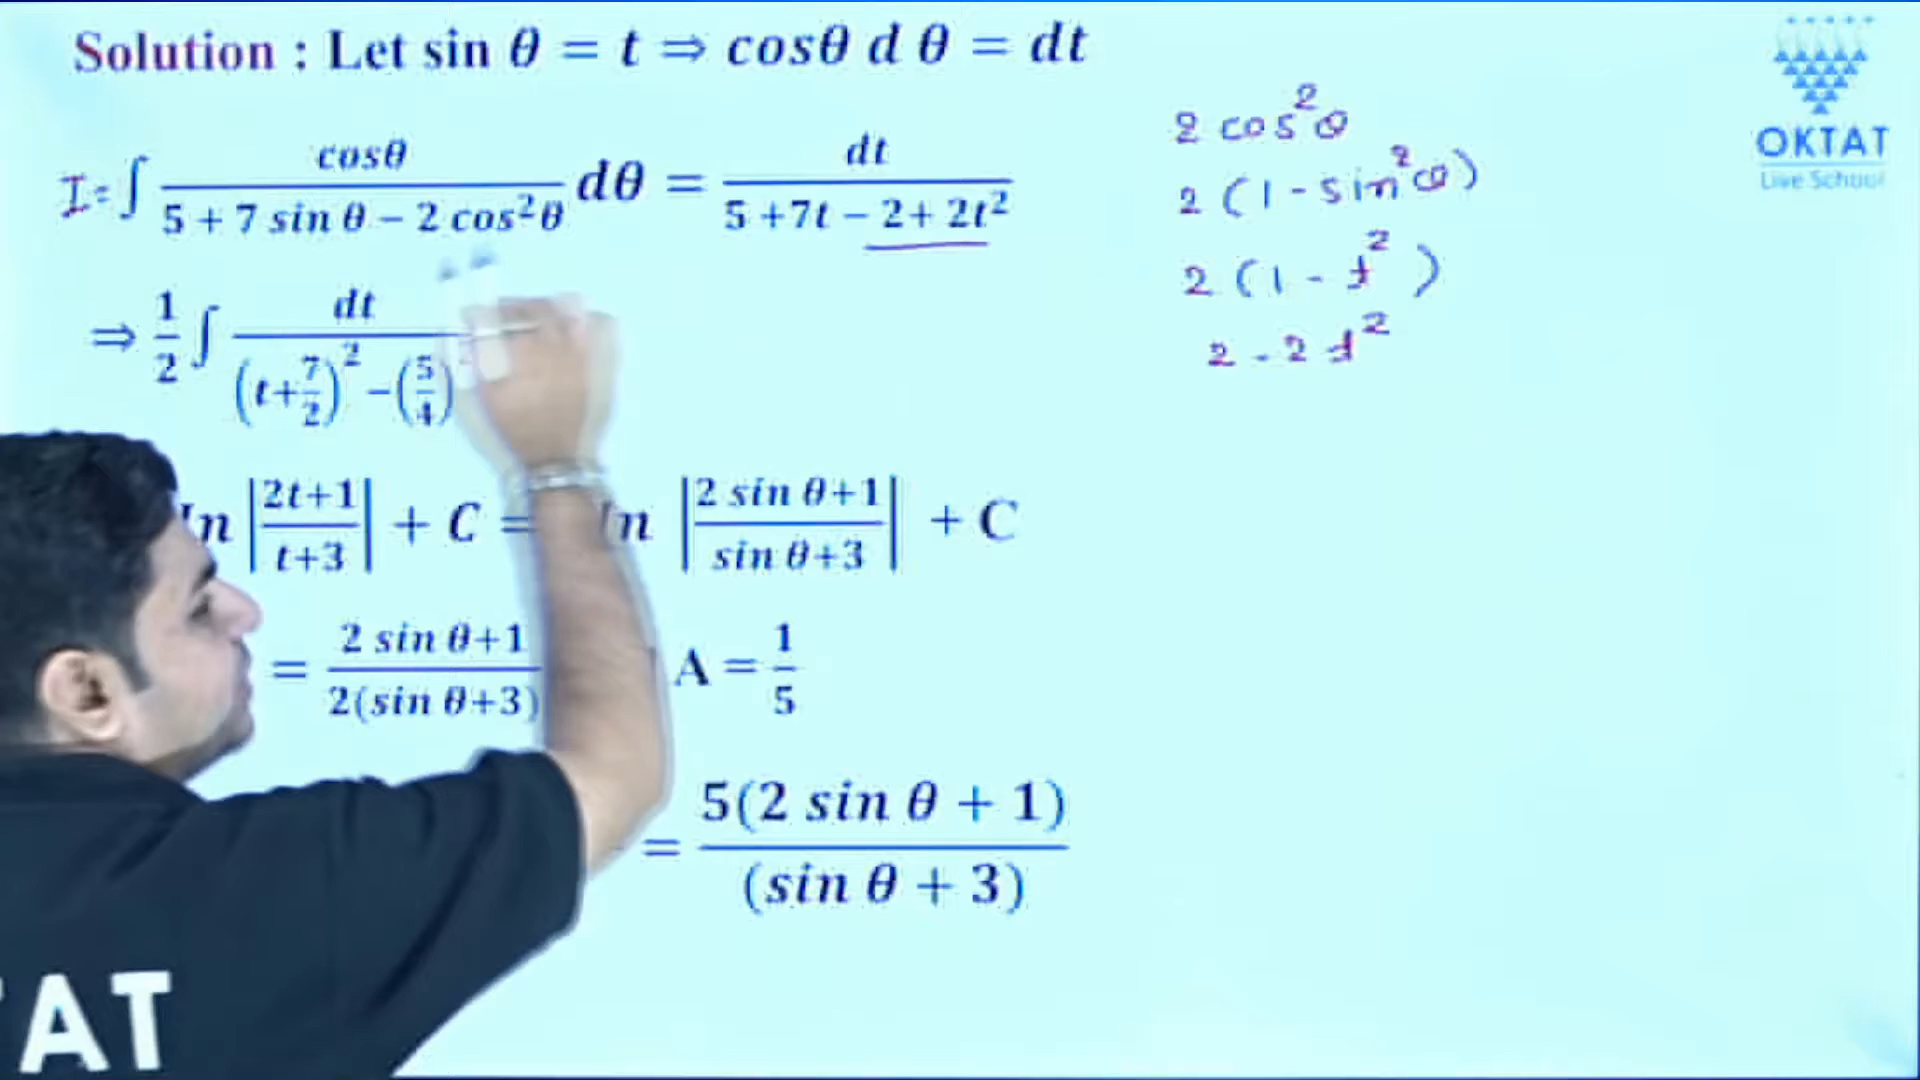 Solution : Let sin θ = t ⇒ cosθ d θ = dt
I = ∫ cosθ / (5 + 7 sin θ − 2 cos²θ) dθ = dt / (5 +7t − 2+ 2t²)
⇒ 1/2 ∫ dt / ((t+7/2)² −(5/4)
ln |2t+1 / t+3| + C = ln |2 sin θ+1 / sin θ+3| + C
= 2 sin θ+1 / 2(sin θ+3) A = 1/5
= 5(2 sin θ + 1) / (sin θ + 3)
2 cos²θ
2 (1 - sin²θ)
2 (1 - t²)
2 - 2t²
OKTAT
Live School
TAT